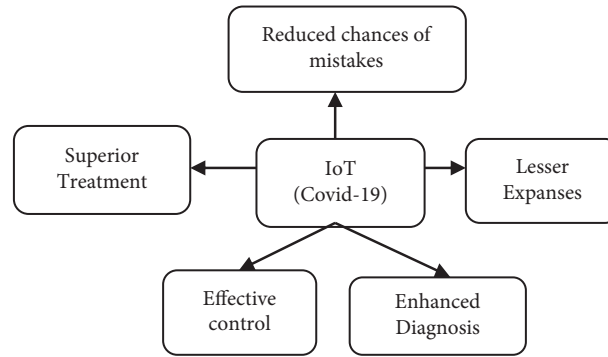 Reduced chances of
mistakes
Superior
Treatment
IoT
(Covid-19)
Lesser
Expanses
Effective
control
Enhanced
Diagnosis